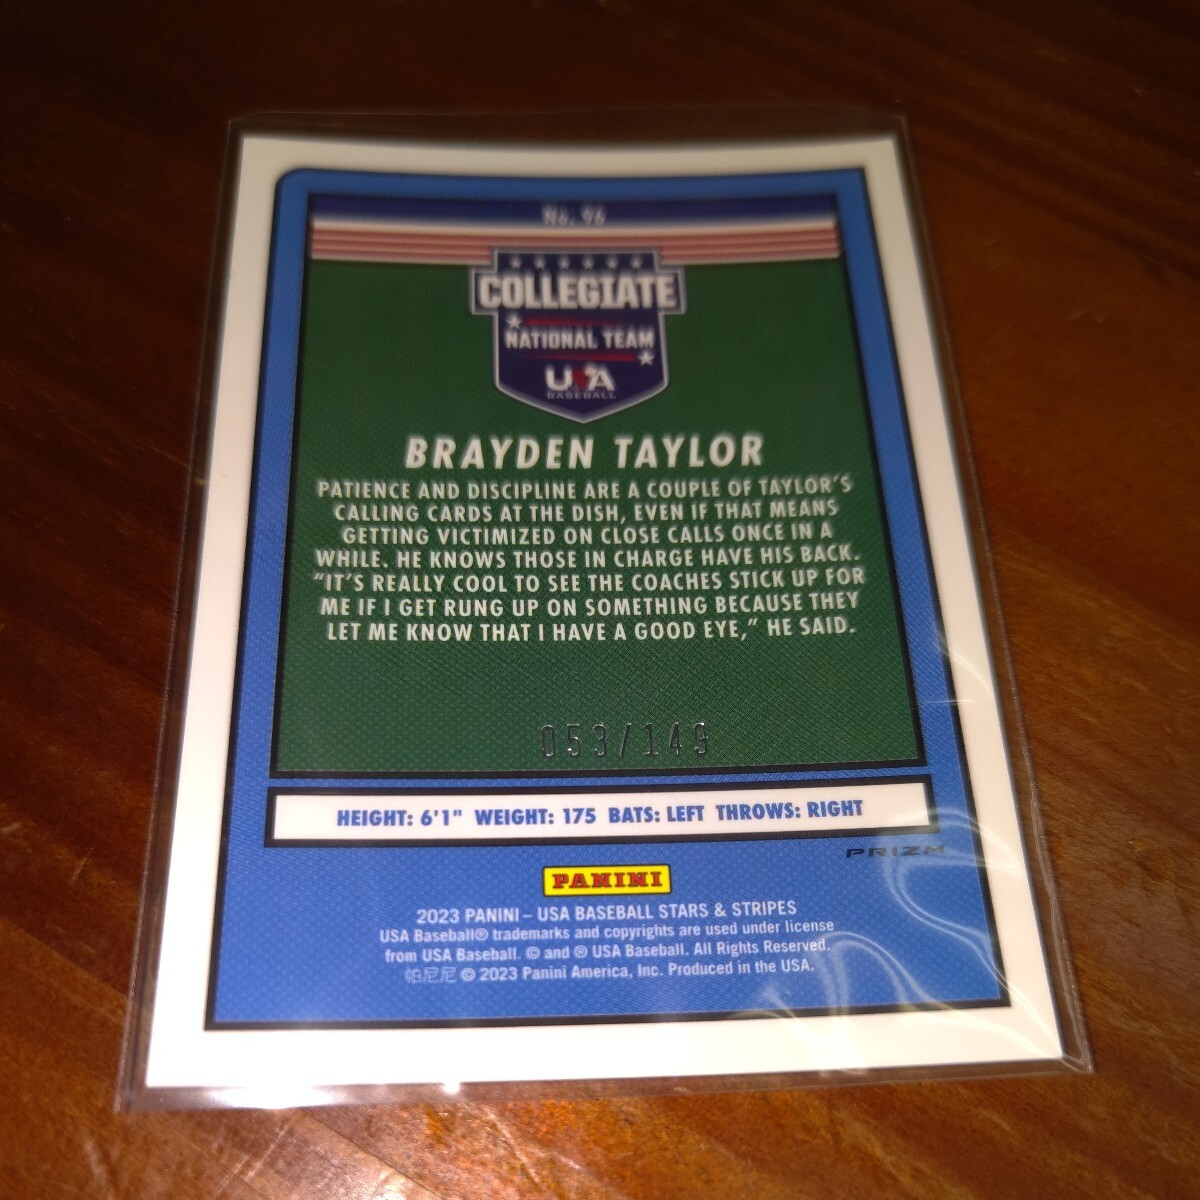 No. 96
COLLEGIATE
NATIONAL TEAM
USA
BASEBALL
BRAYDEN TAYLOR
PATIENCE AND DISCIPLINE ARE A COUPLE OF TAYLOR'S
CALLING CARDS AT THE DISH, EVEN IF THAT MEANS
GETTING VICTIMIZED ON CLOSE CALLS ONCE IN A
WHILE. HE KNOWS THOSE IN CHARGE HAVE HIS BACK.
"IT'S REALLY COOL TO SEE THE COACHES STICK UP FOR
ME IF I GET RUNG UP ON SOMETHING BECAUSE THEY
LET ME KNOW THAT I HAVE A GOOD EYE," HE SAID.
053/149
HEIGHT: 6'1" WEIGHT: 175 BATS: LEFT THROWS: RIGHT
PRIZM
PANINI
2023 PANINI – USA BASEBALL STARS & STRIPES
USA Baseball® trademarks and copyrights are used under license
from USA Baseball. © and ® USA Baseball. All Rights Reserved.
帕尼尼 © 2023 Panini America, Inc. Produced in the USA.